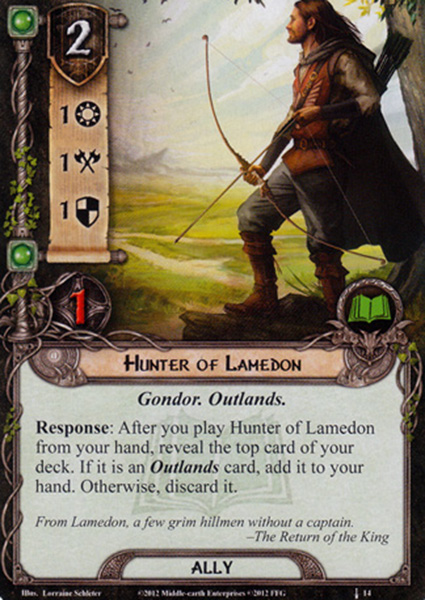 2
1
1
1
1
Hunter of Lamedon
Gondor. Outlands.
Response: After you play Hunter of Lamedon
from your hand, reveal the top card of your
deck. If it is an Outlands card, add it to your
hand. Otherwise, discard it.
From Lamedon, a few grim hillmen without a captain.
–The Return of the King
ALLY
Illus. Lorraine Schleter
©2012 Middle-earth Enterprises ©2012 FFG
14